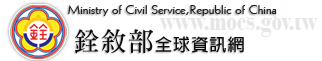 Ministry of Civil Service,Republic of China
www.mocs.gov.tw
銓 銓敘部全球資訊網